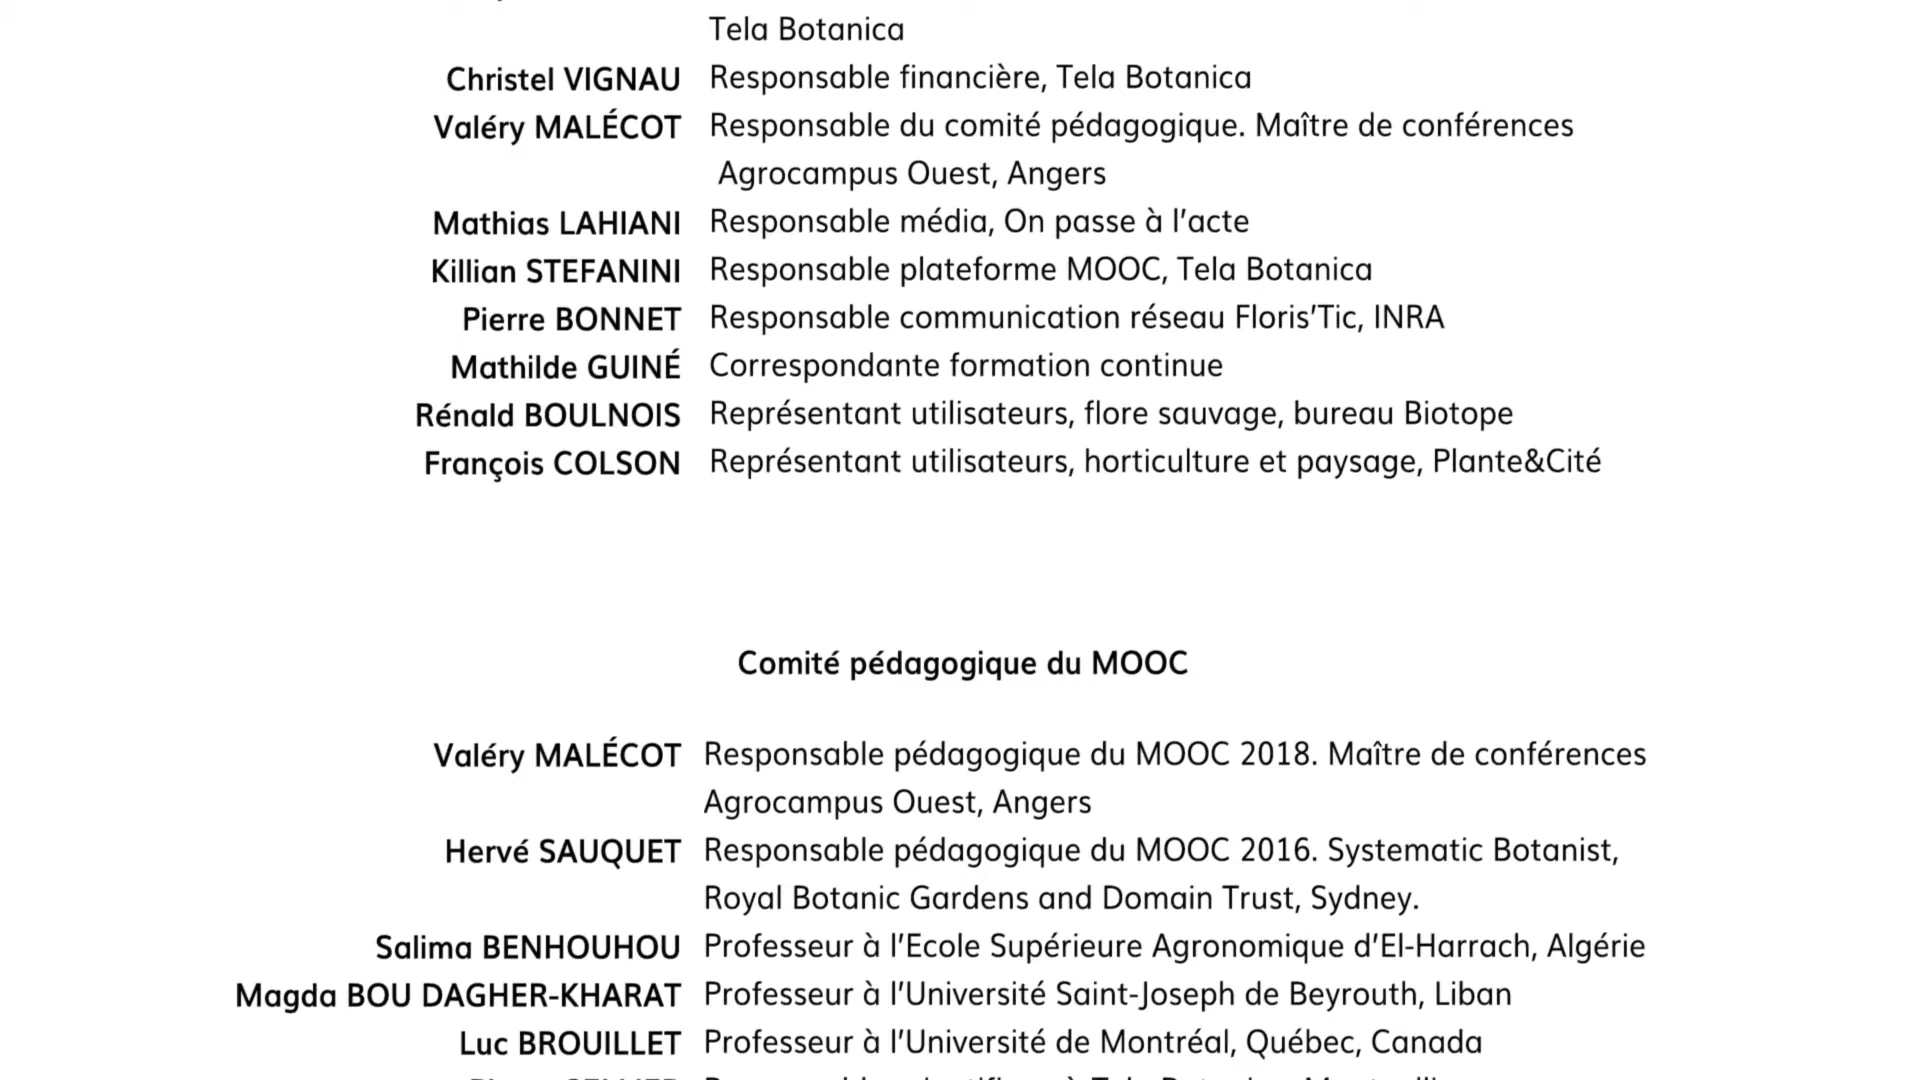 Tela Botanica
Christel VIGNAU Responsable financière, Tela Botanica
Valéry MALÉCOT Responsable du comité pédagogique. Maître de conférences
Agrocampus Ouest, Angers
Mathias LAHIANI Responsable média, On passe à l’acte
Killian STEFANINI Responsable plateforme MOOC, Tela Botanica
Pierre BONNET Responsable communication réseau Floris’Tic, INRA
Mathilde GUINÉ Correspondante formation continue
Rénald BOULNOIS Représentant utilisateurs, flore sauvage, bureau Biotope
François COLSON Représentant utilisateurs, horticulture et paysage, Plante&Cité
Comité pédagogique du MOOC
Valéry MALÉCOT Responsable pédagogique du MOOC 2018. Maître de conférences
Agrocampus Ouest, Angers
Hervé SAUQUET Responsable pédagogique du MOOC 2016. Systematic Botanist,
Royal Botanic Gardens and Domain Trust, Sydney.
Salima BENHOUHOU Professeur à l’Ecole Supérieure Agronomique d’El-Harrach, Algérie
Magda BOU DAGHER-KHARAT Professeur à l’Université Saint-Joseph de Beyrouth, Liban
Luc BROUILLET Professeur à l’Université de Montréal, Québec, Canada